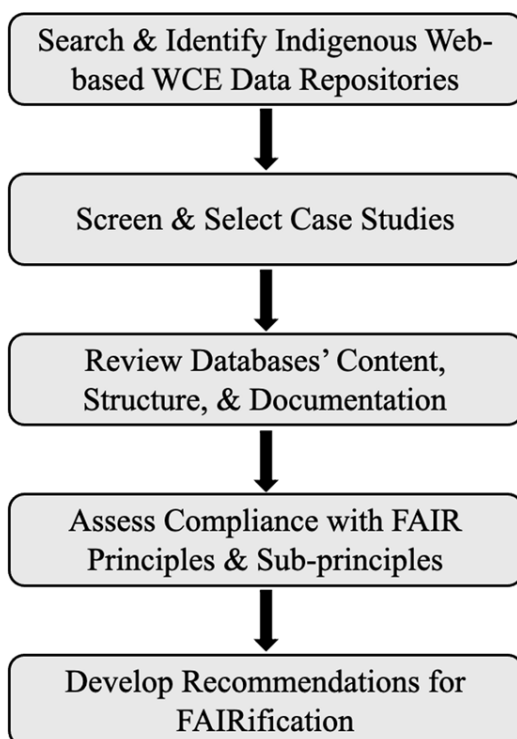 Search & Identify Indigenous Web-
based WCE Data Repositories
Screen & Select Case Studies
Review Databases’ Content,
Structure, & Documentation
Assess Compliance with FAIR
Principles & Sub-principles
Develop Recommendations for
FAIRification